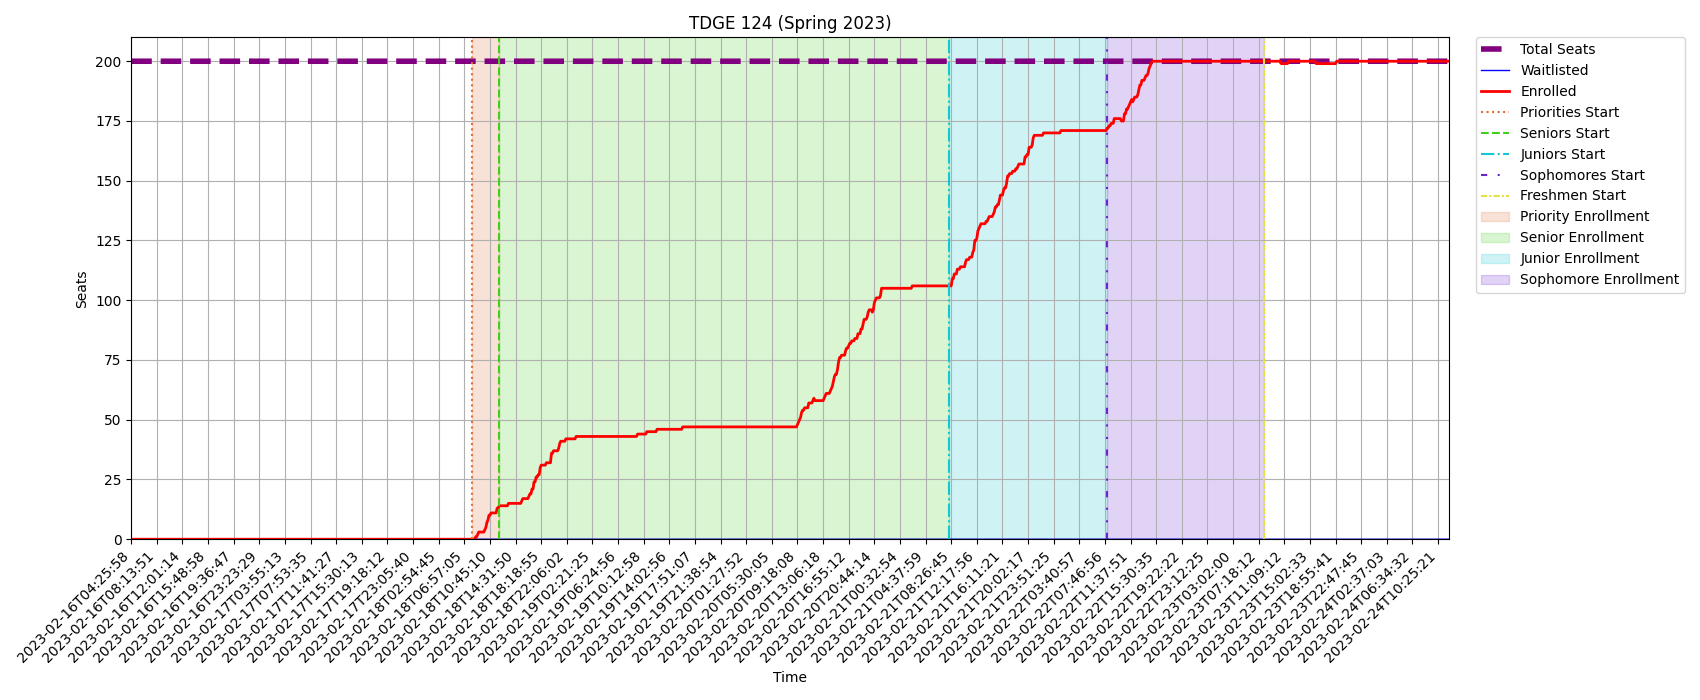 TDGE 124 (Spring 2023)
200
175
150
125
100
75
50
25
0
Seats
2023-02-16T04:25:58
2023-02-16T08:13:51
2023-02-16T12:01:14
2023-02-16T15:48:58
2023-02-16T19:36:47
2023-02-16T23:23:29
2023-02-17T03:55:13
2023-02-17T07:53:35
2023-02-17T11:41:27
2023-02-17T15:30:13
2023-02-17T19:18:12
2023-02-17T23:05:40
2023-02-18T02:54:45
2023-02-18T06:57:05
2023-02-18T10:45:10
2023-02-18T14:31:50
2023-02-18T18:18:55
2023-02-18T22:06:02
2023-02-19T02:21:25
2023-02-19T06:24:56
2023-02-19T10:12:58
2023-02-19T14:02:56
2023-02-19T17:51:07
2023-02-19T21:38:54
2023-02-20T01:27:52
2023-02-20T05:30:05
2023-02-20T09:18:08
2023-02-20T13:06:18
2023-02-20T16:55:12
2023-02-20T20:44:14
2023-02-21T00:32:54
2023-02-21T04:37:59
2023-02-21T08:26:45
2023-02-21T12:17:56
2023-02-21T16:11:21
2023-02-21T20:02:17
2023-02-21T23:51:25
2023-02-22T03:40:57
2023-02-22T07:46:56
2023-02-22T11:37:51
2023-02-22T15:30:35
2023-02-22T19:22:22
2023-02-22T23:12:25
2023-02-23T03:02:00
2023-02-23T07:18:12
2023-02-23T11:09:12
2023-02-23T15:02:33
2023-02-23T18:55:41
2023-02-23T22:47:45
2023-02-24T02:37:03
2023-02-24T06:34:32
2023-02-24T10:25:21
Time
Total Seats
Waitlisted
Enrolled
Priorities Start
Seniors Start
Juniors Start
Sophomores Start
Freshmen Start
Priority Enrollment
Senior Enrollment
Junior Enrollment
Sophomore Enrollment